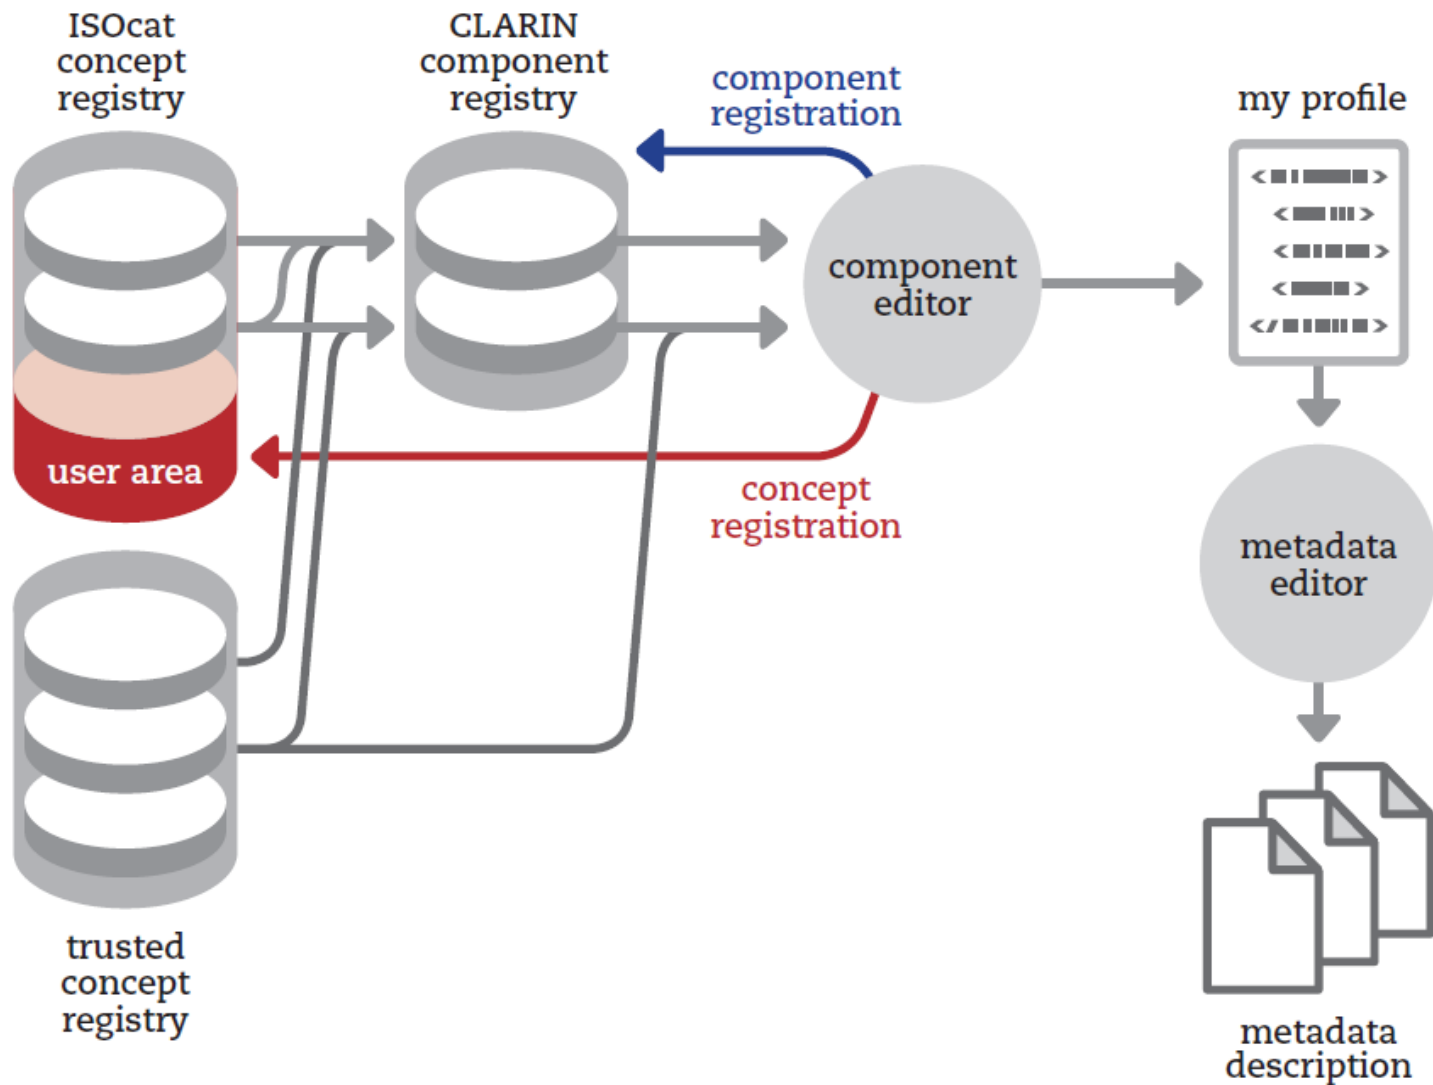 ISOcat
concept
registry
CLARIN
component
registry
component
registration
my profile
component
editor
user area
concept
registration
metadata
editor
trusted
concept
registry
metadata
description